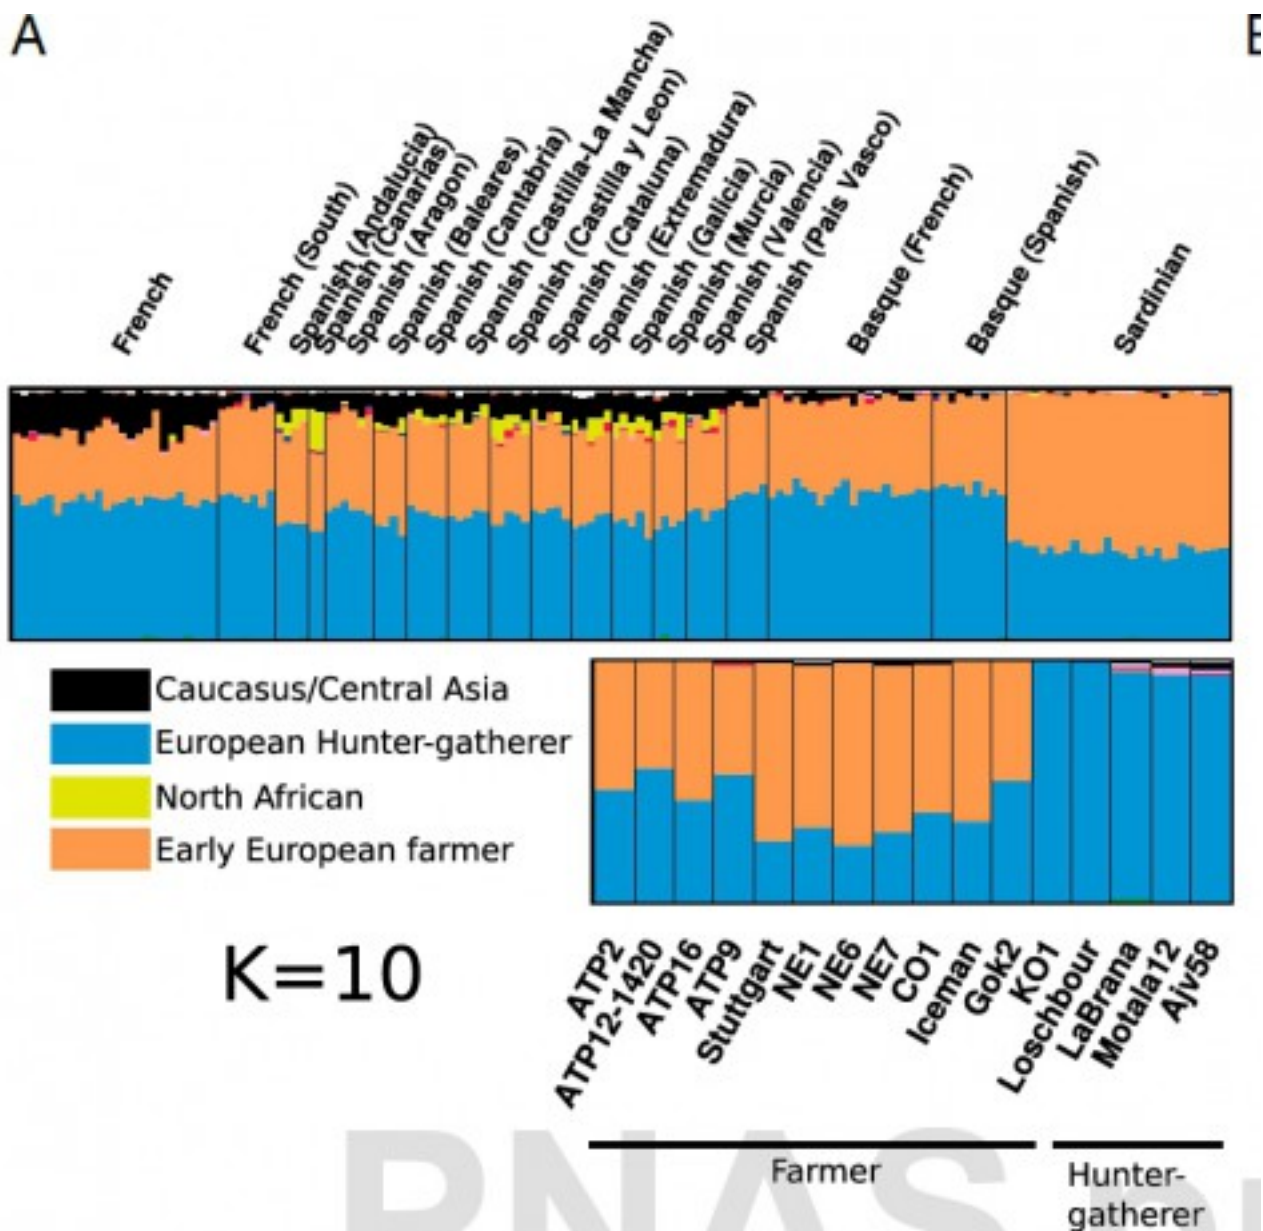 A
French
French (South)
Spanish (Andalucia)
Spanish (Canarias)
Spanish (Aragon)
Spanish (Baleares)
Spanish (Cantabria)
Spanish (Castilla-La Mancha)
Spanish (Castilla y Leon)
Spanish (Cataluna)
Spanish (Extremadura)
Spanish (Galicia)
Spanish (Murcia)
Spanish (Valencia)
Spanish (Pais Vasco)
Basque (French)
Basque (Spanish)
Sardinian
Caucasus/Central Asia
European Hunter-gatherer
North African
Early European farmer
K=10
ATP2
ATP12-1420
ATP16
ATP9
Stuttgart
NE1
NE6
NE7
CO1
Iceman
Gok2
KO1
Loschbour
LaBrana
Motala12
Ajv58
Farmer
Hunter-
gatherer
PNAS